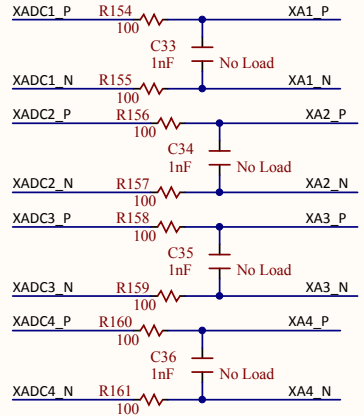 XADC1_P R154 XA1_P
100
C33
1nF No Load
XADC1_N R155 XA1_N
100
XADC2_P R156 XA2_P
100
C34
1nF No Load
XADC2_N R157 XA2_N
100
XADC3_P R158 XA3_P
100
C35
1nF No Load
XADC3_N R159 XA3_N
100
XADC4_P R160 XA4_P
100
C36
1nF No Load
XADC4_N R161 XA4_N
100